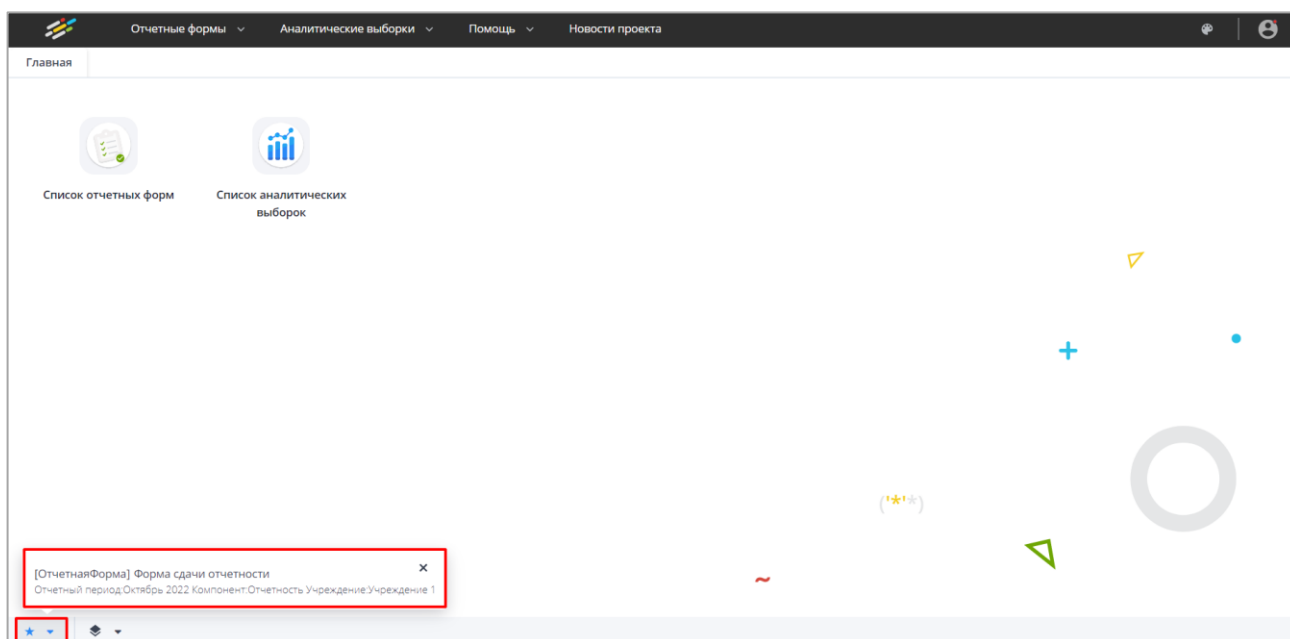 Отчетные формы Аналитические выборки Помощь Новости проекта
Главная
Список отчетных форм
Список аналитических
выборок
('*'*)
~
[ОтчетнаяФорма] Форма сдачи отчетности
Отчетный период:Октябрь 2022 Компонент:Отчетность Учреждение:Учреждение 1